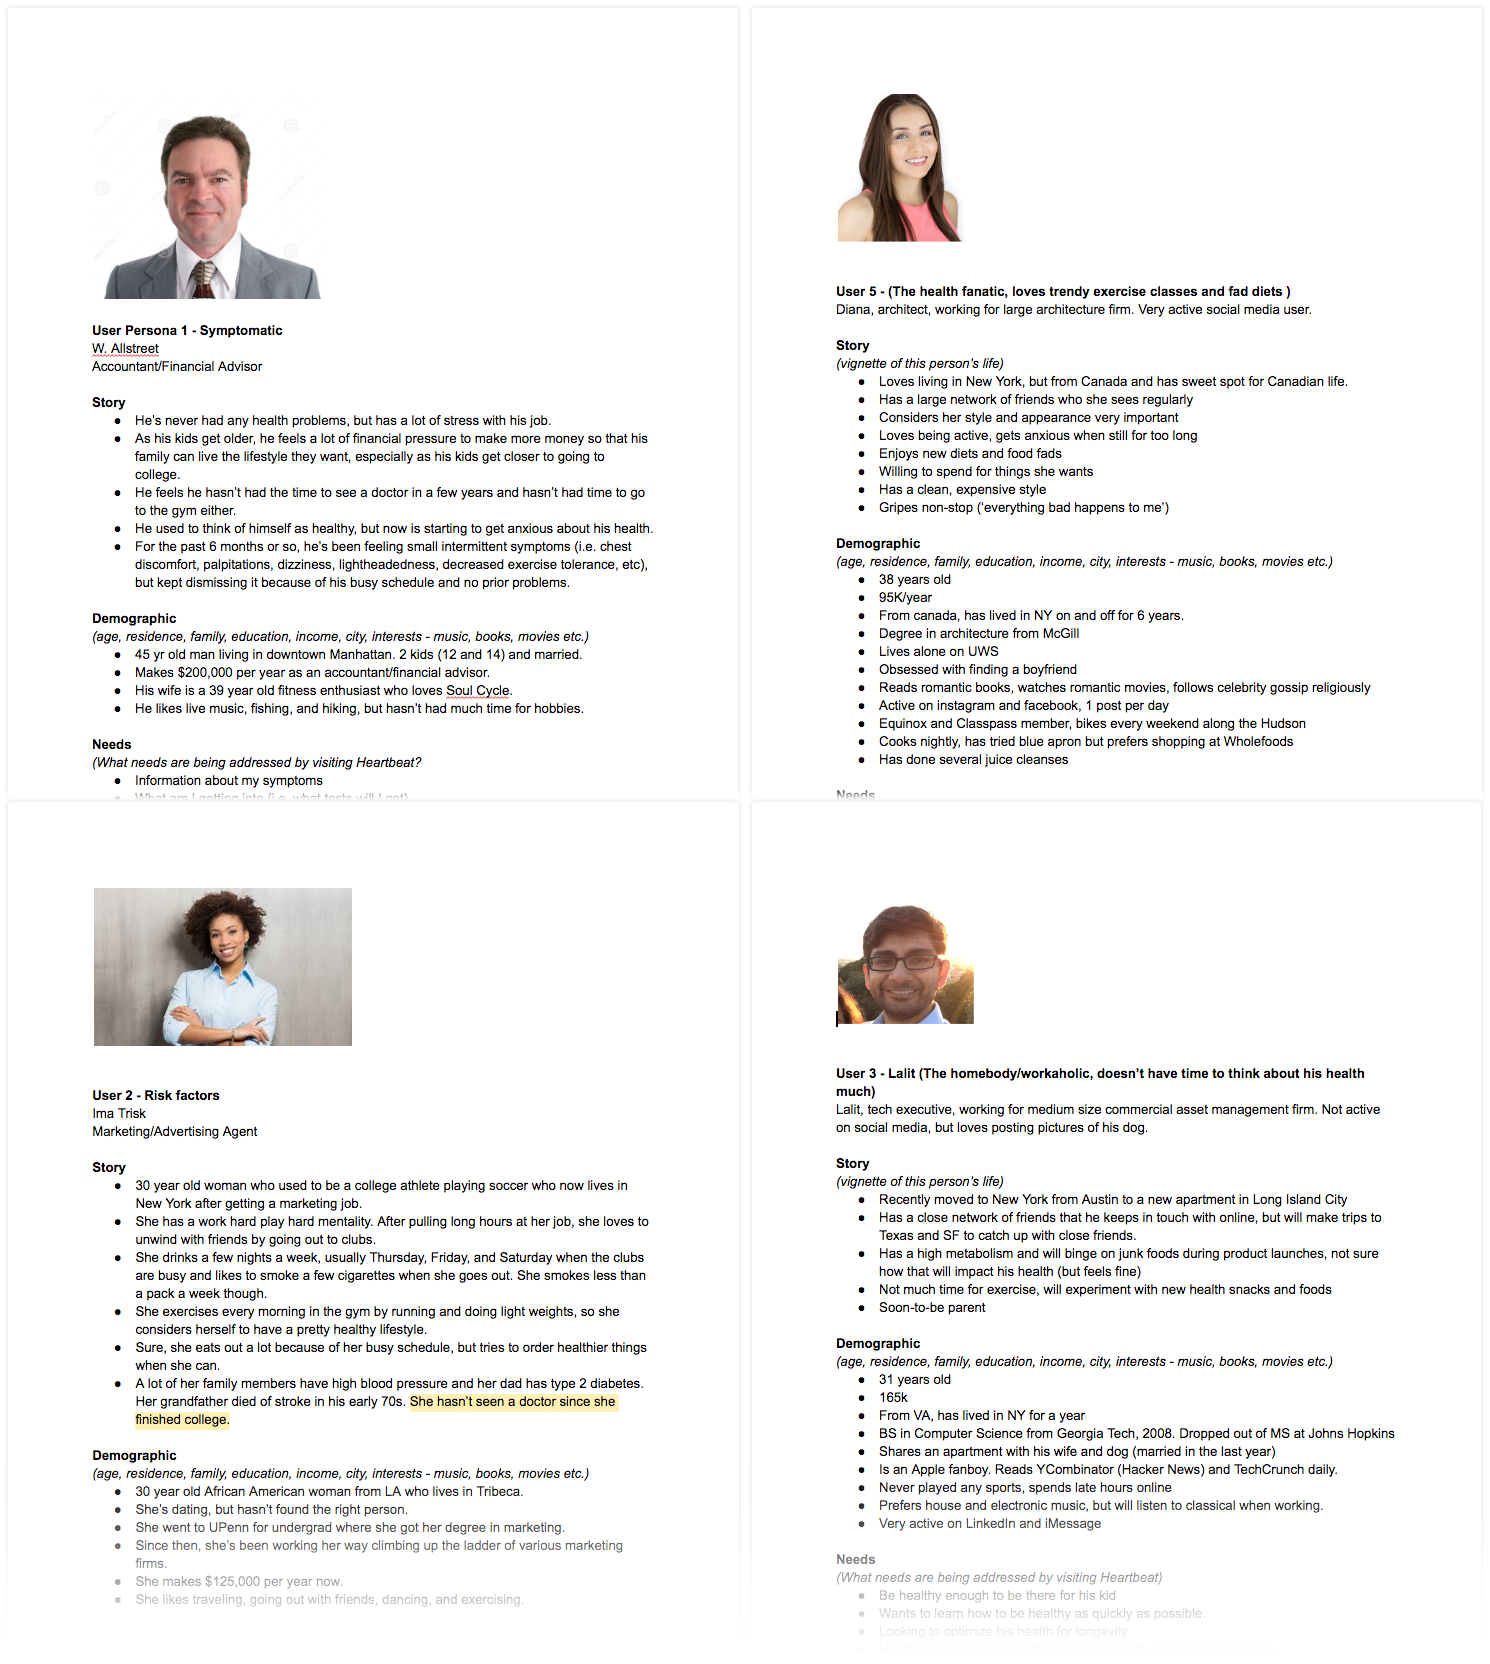 User Persona 1 - Symptomatic
W. Allstreet
Accountant/Financial Advisor
Story
● He's never had any health problems, but has a lot of stress with his job.
● As his kids get older, he feels a lot of financial pressure to make more money so that his
family can live the lifestyle they want, especially as his kids get closer to going to
college.
● He feels he hasn't had the time to see a doctor in a few years and hasn't had time to go
to the gym either.
● He used to think of himself as healthy, but now is starting to get anxious about his health.
● For the past 6 months or so, he's been feeling small intermittent symptoms (i.e. chest
discomfort, palpitations, dizziness, lightheadedness, decreased exercise tolerance, etc),
but kept dismissing it because of his busy schedule and no prior problems.
Demographic
(age, residence, family, education, income, city, interests - music, books, movies etc.)
● 45 yr old man living in downtown Manhattan. 2 kids (12 and 14) and married.
● Makes $200,000 per year as an accountant/financial advisor.
● His wife is a 39 year old fitness enthusiast who loves Soul Cycle.
● He likes live music, fishing, and hiking, but hasn't had much time for hobbies.
Needs
(What needs are being addressed by visiting Heartbeat?
● Information about my symptoms
● What am I getting into (i.e. what tests will I get)
User 5 - (The health fanatic, loves trendy exercise classes and fad diets )
Diana, architect, working for large architecture firm. Very active social media user.
Story
(vignette of this person's life)
● Loves living in New York, but from Canada and has sweet spot for Canadian life.
● Has a large network of friends who she sees regularly
● Considers her style and appearance very important
● Loves being active, gets anxious when still for too long
● Enjoys new diets and food fads
● Willing to spend for things she wants
● Has a clean, expensive style
● Gripes non-stop ('everything bad happens to me')
Demographic
(age, residence, family, education, income, city, interests - music, books, movies etc.)
● 38 years old
● 95K/year
● From canada, has lived in NY on and off for 6 years.
● Degree in architecture from McGill
● Lives alone on UWS
● Obsessed with finding a boyfriend
● Reads romantic books, watches romantic movies, follows celebrity gossip religiously
● Active on instagram and facebook, 1 post per day
● Equinox and Classpass member, bikes every weekend along the Hudson
● Cooks nightly, has tried blue apron but prefers shopping at Wholefoods
● Has done several juice cleanses
Needs
User 2 - Risk factors
Ima Trisk
Marketing/Advertising Agent
Story
● 30 year old woman who used to be a college athlete playing soccer who now lives in
New York after getting a marketing job.
● She has a work hard play hard mentality. After pulling long hours at her job, she loves to
unwind with friends by going out to clubs.
● She drinks a few nights a week, usually Thursday, Friday, and Saturday when the clubs
are busy and likes to smoke a few cigarettes when she goes out. She smokes less than
a pack a week though.
● She exercises every morning in the gym by running and doing light weights, so she
considers herself to have a pretty healthy lifestyle.
● Sure, she eats out a lot because of her busy schedule, but tries to order healthier things
when she can.
● A lot of her family members have high blood pressure and her dad has type 2 diabetes.
Her grandfather died of stroke in his early 70s. She hasn't seen a doctor since she
finished college.
Demographic
(age, residence, family, education, income, city, interests - music, books, movies etc.)
● 30 year old African American woman from LA who lives in Tribeca.
● She's dating, but hasn't found the right person.
● She went to UPenn for undergrad where she got her degree in marketing.
● Since then, she's been working her way climbing up the ladder of various marketing
firms.
● She makes $125,000 per year now.
● She likes traveling, going out with friends, dancing, and exercising.
User 3 - Lalit (The homebody/workaholic, doesn't have time to think about his health
much)
Lalit, tech executive, working for medium size commercial asset management firm. Not active
on social media, but loves posting pictures of his dog.
Story
(vignette of this person's life)
● Recently moved to New York from Austin to a new apartment in Long Island City
● Has a close network of friends that he keeps in touch with online, but will make trips to
Texas and SF to catch up with close friends.
● Has a high metabolism and will binge on junk foods during product launches, not sure
how that will impact his health (but feels fine)
● Not much time for exercise, will experiment with new health snacks and foods
● Soon-to-be parent
Demographic
(age, residence, family, education, income, city, interests - music, books, movies etc.)
● 31 years old
● 165k
● From VA, has lived in NY for a year
● BS in Computer Science from Georgia Tech, 2008. Dropped out of MS at Johns Hopkins
● Shares an apartment with his wife and dog (married in the last year)
● Is an Apple fanboy. Reads YCombinator (Hacker News) and TechCrunch daily.
● Never played any sports, spends late hours online
● Prefers house and electronic music, but will listen to classical when working.
● Very active on LinkedIn and iMessage
Needs
(What needs are being addressed by visiting Heartbeat)
● Be healthy enough to be there for his kid
● Wants to learn how to be healthy as quickly as possible.
● Looking to optimize his health for longevity